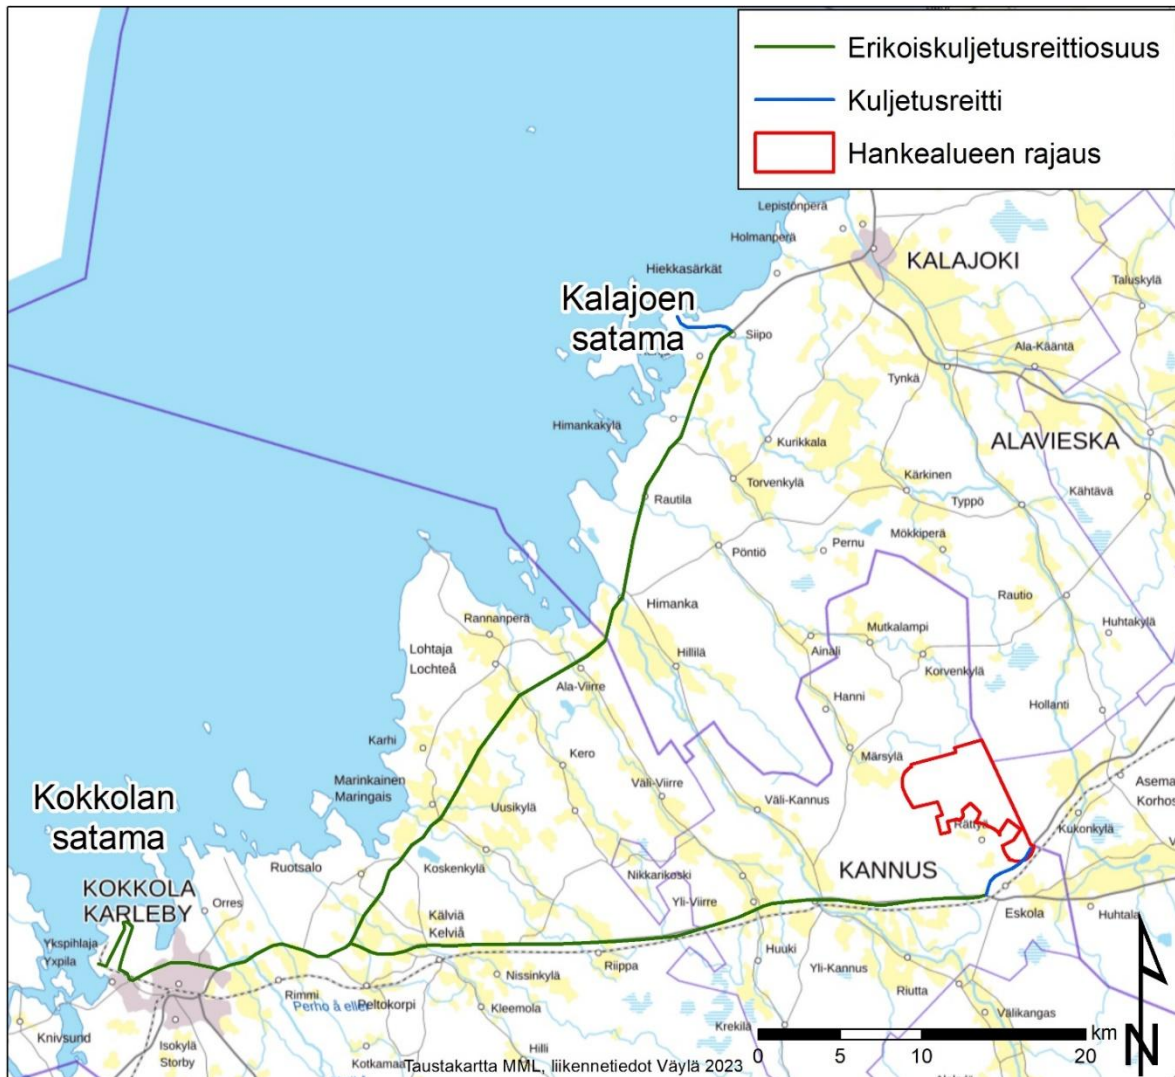 Erikoiskuljetusreittiosuus
Kuljetusreitti
Hankealueen rajaus
Lepistönperä
Holmanperä
KALAJOKI
Hiekkasärkät
Taluskylä
Kalajoen
satama
Siipo
Ala-Kääntä
Tynkä
Himankakylä
Kurikkala
ALAVIESKA
Kärkinen
Torvenkylä
Kähtävä
Rautila
Typpö
Mökkiperä
Pöntiö
Pernu
Rautio
Himanka
Rannanperä
Mutkalampi
Huhtakylä
Lohtaja
Lochteå
Hillilä
Ainali
Korvenkylä
Ala-Viirre
Hanni
Hollanti
Karhi
Kero
Märsylä
Marinkainen
Maringais
Väli-Viirre
Asema
Korhos
Kokkolan
satama
Uusikylä
Väli-Kannus
Rättyä
Kukonkylä
Ruotsalo
Koskenkylä
Nikkarikoski
KANNUS
KOKKOLA
KARLEBY
Orres
Kälviä
Kelviå
Yli-Viirre
Eskola
Huhtala
Ykspihlaja
Yxpila
Huuki
Riippa
Nissinkylä
Yli-Kannus
Rimmi
Peltokorpi
Perho å eller
Kleemola
Riutta
Välikangas
Knivsund
Isokylä
Storby
Krekilä
Hilli
Kotkamaa
km
0 5 10 20
N
Taustakartta MML, liikennetiedot Väylä 2023